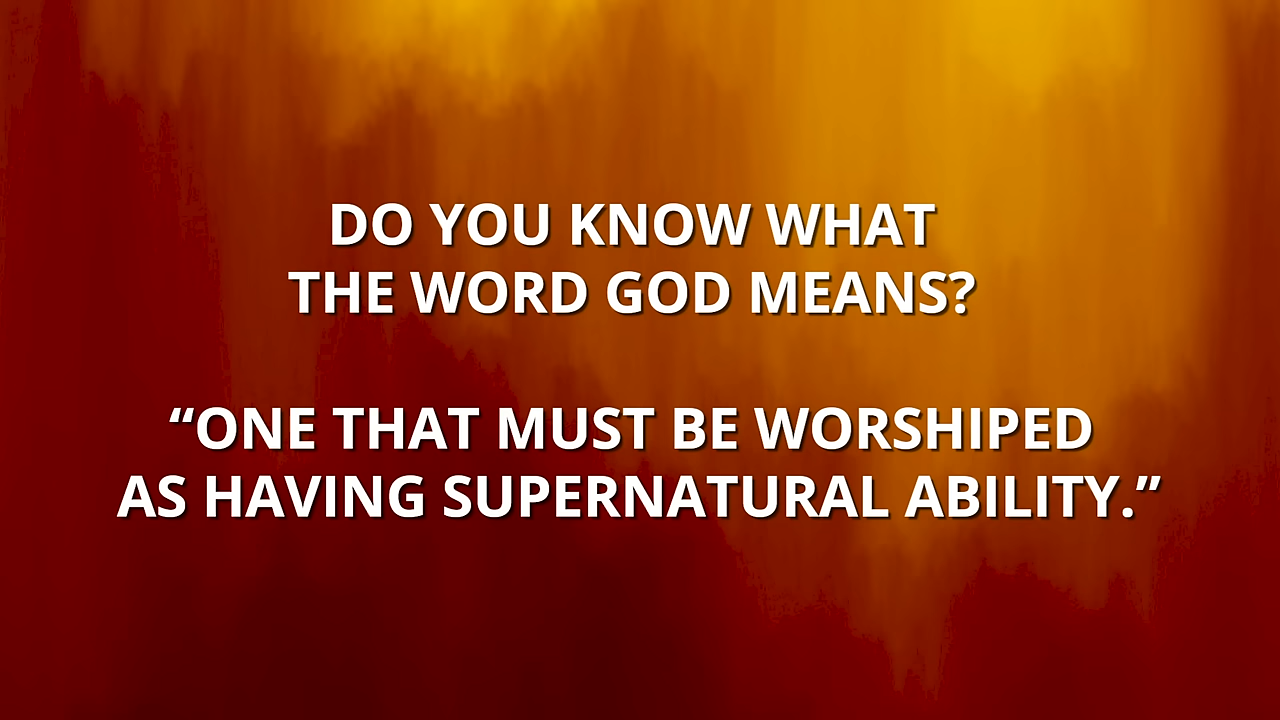 DO YOU KNOW WHAT
THE WORD GOD MEANS?
“ONE THAT MUST BE WORSHIPED
AS HAVING SUPERNATURAL ABILITY.”